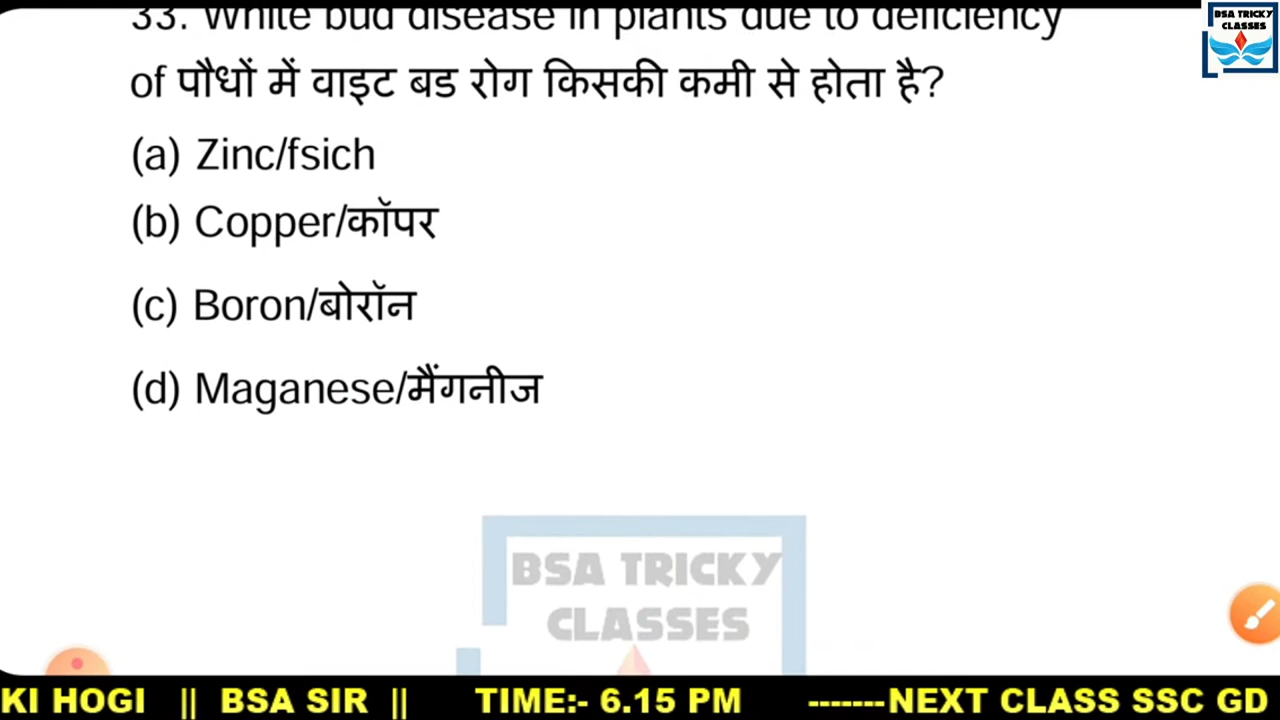 33. White bud disease in plants due to deficiency
BSA TRICKY
CLASSES
of पौधों में वाइट बड रोग किसकी कमी से होता है?
(a) Zinc/fsich
(b) Copper/कॉपर
(c) Boron/बोरॉन
(d) Maganese/मैंगनीज
BSA TRICKY
CLASSES
KI HOGI || BSA SIR || TIME:- 6.15 PM -------NEXT CLASS SSC GD